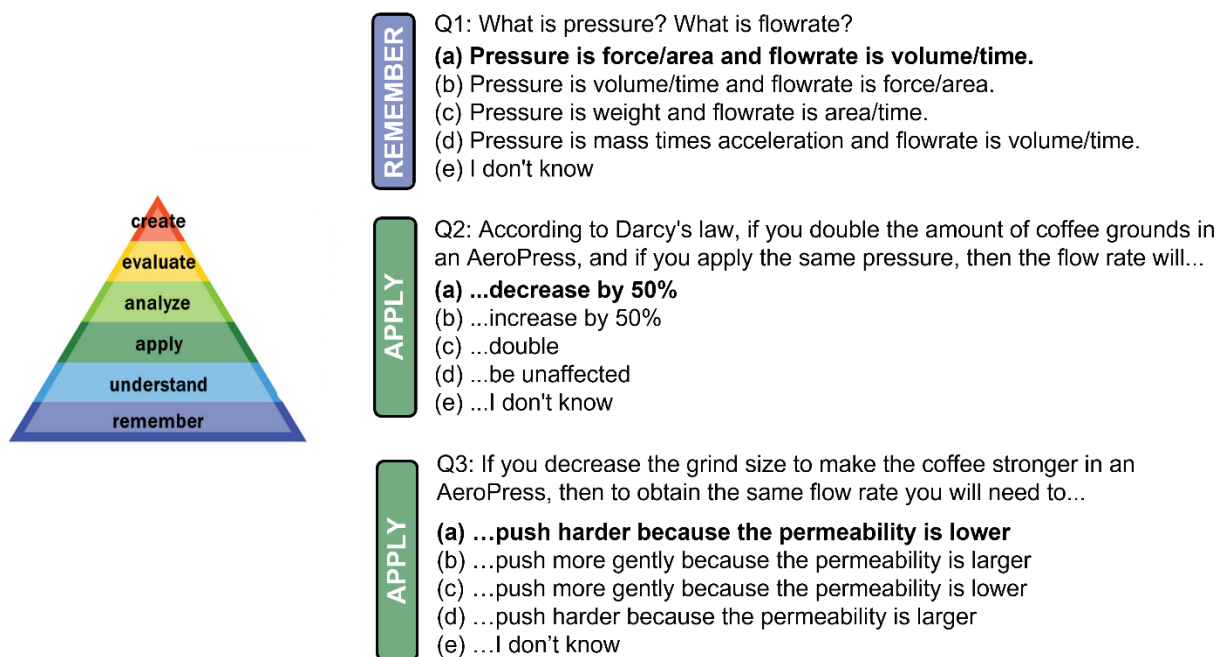 create
evaluate
analyze
apply
understand
remember
REMEMBER
Q1: What is pressure? What is flowrate?
(a) Pressure is force/area and flowrate is volume/time.
(b) Pressure is volume/time and flowrate is force/area.
(c) Pressure is weight and flowrate is area/time.
(d) Pressure is mass times acceleration and flowrate is volume/time.
(e) I don't know
APPLY
Q2: According to Darcy's law, if you double the amount of coffee grounds in
an AeroPress, and if you apply the same pressure, then the flow rate will...
(a) ...decrease by 50%
(b) ...increase by 50%
(c) ...double
(d) ...be unaffected
(e) ...I don't know
APPLY
Q3: If you decrease the grind size to make the coffee stronger in an
AeroPress, then to obtain the same flow rate you will need to...
(a) ...push harder because the permeability is lower
(b) ...push more gently because the permeability is larger
(c) ...push more gently because the permeability is lower
(d) ...push harder because the permeability is larger
(e) ...I don’t know